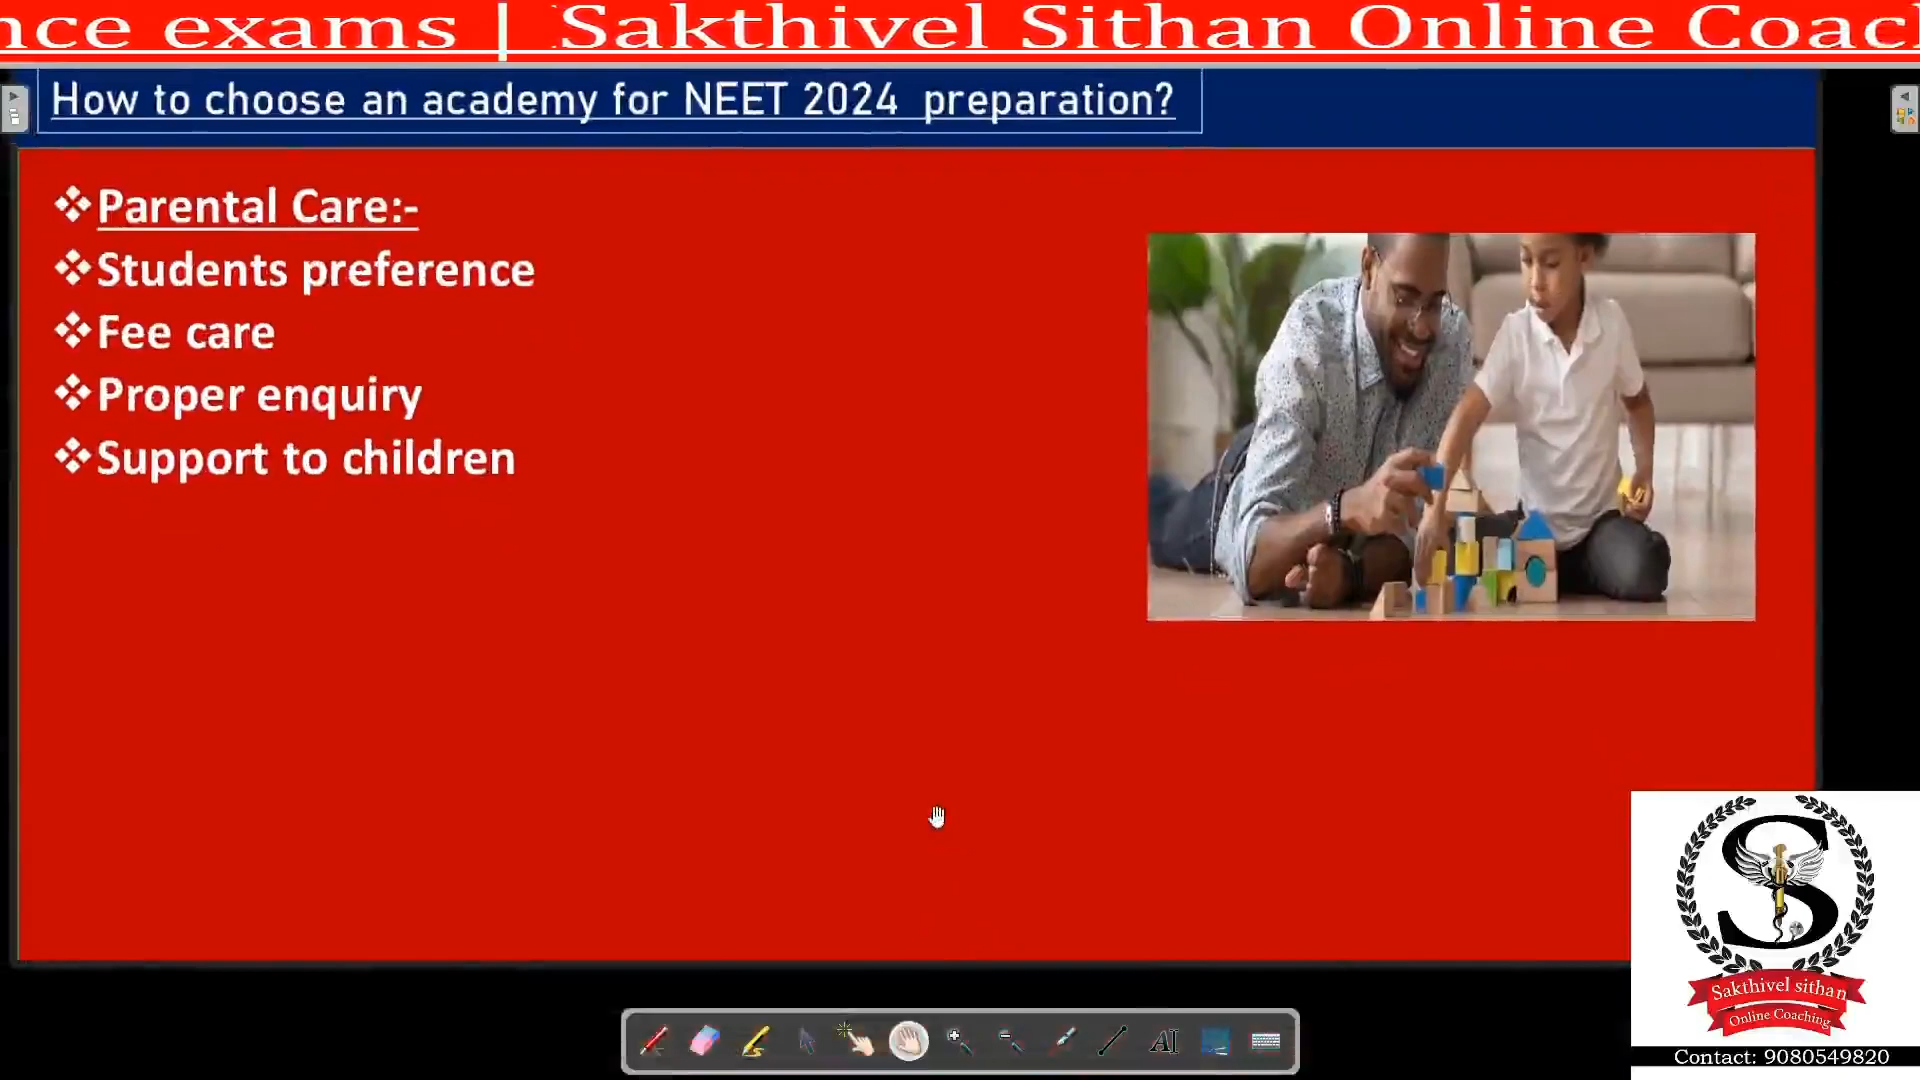 nce exams | Sakthivel Sithan Online Coac
How to choose an academy for NEET 2024 preparation?
❖Parental Care:-
❖Students preference
❖Fee care
❖Proper enquiry
❖Support to children
S
Sakthivel sithan
Online Coaching
Contact: 9080549820
AI